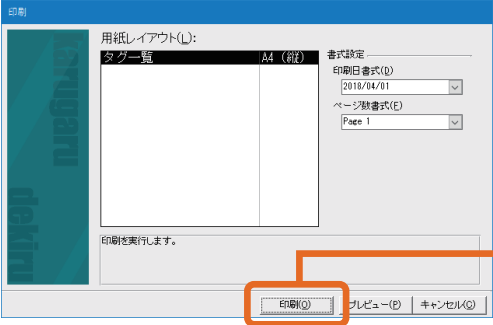 印刷
karugaru
dekiru
用紙レイアウト(L):
タグ一覧 A4 (縦)
書式設定
印刷日書式(D)
2018/04/01
ページ数書式(F)
Page 1
印刷を実行します。
印刷(O)
プレビュー(P)
キャンセル(C)